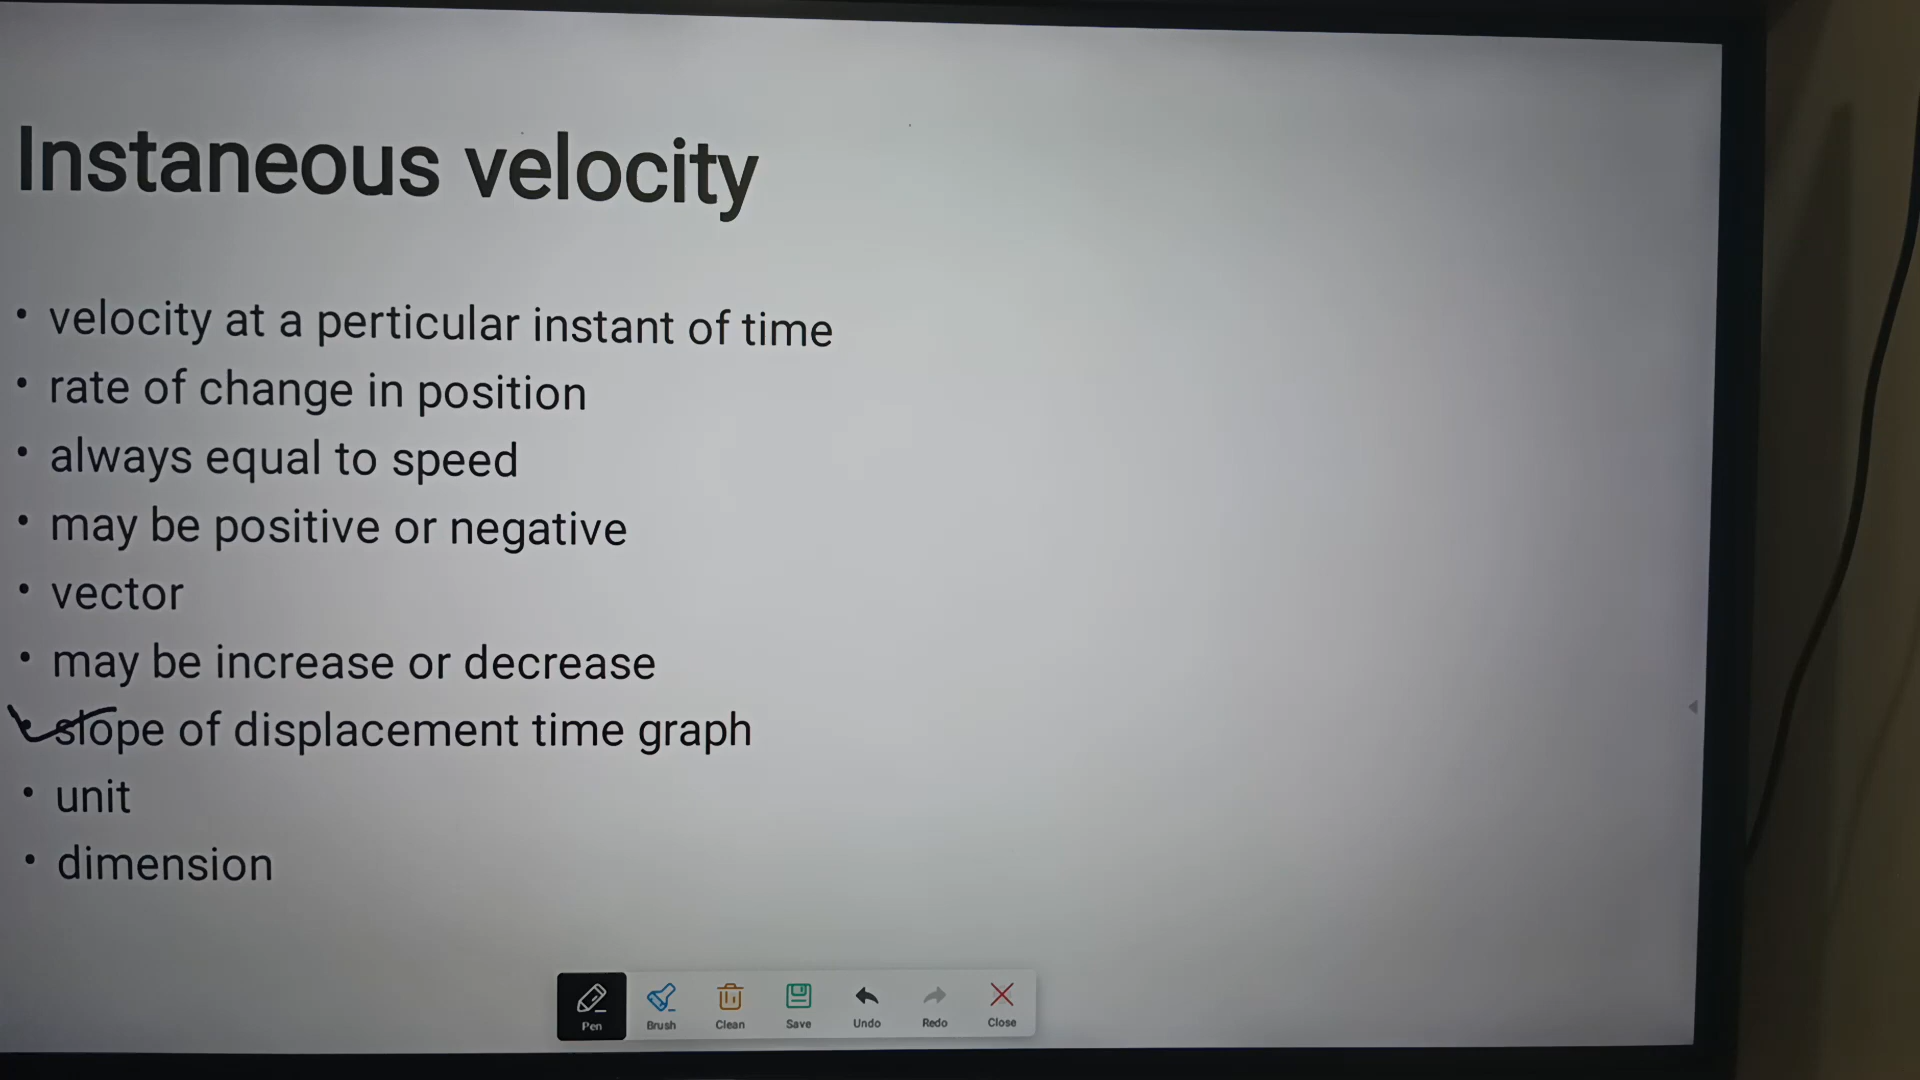 Instaneous velocity
• velocity at a perticular instant of time
• rate of change in position
• always equal to speed
• may be positive or negative
• vector
• may be increase or decrease
• slope of displacement time graph
• unit
• dimension
Pen Brush Clean Save Undo Redo Close